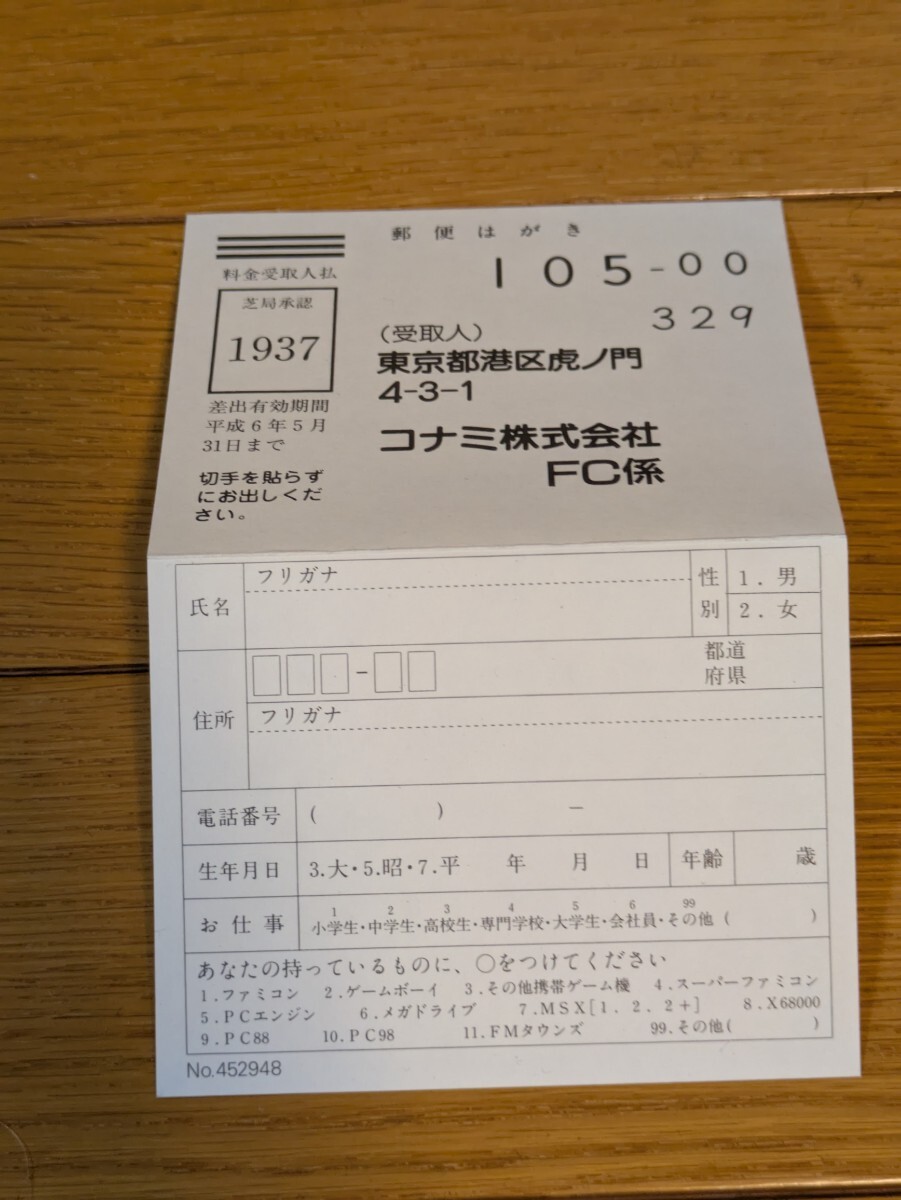 郵便はがき
105-00
329
料金受取人払
芝局承認
1937
差出有効期間
平成6年5月
31日まで
切手を貼らず
にお出しくだ
さい。
(受取人)
東京都港区虎ノ門
4-3-1
コナミ株式会社
FC係
氏名
フリガナ
性別
1.男
2.女
住所
-
都道
府県
フリガナ
電話番号
( ) -
生年月日
3.大・5.昭・7.平 年 月 日
年齢
歳
お仕事
1 2 3 4 5 6 99
小学生・中学生・高校生・専門学校・大学生・会社員・その他( )
あなたの持っているものに、○をつけてください
1.ファミコン 2.ゲームボーイ 3.その他携帯ゲーム機 4.スーパーファミコン
5.PCエンジン 6.メガドライブ 7.MSX[1.2.2+] 8.X68000
9.PC88 10.PC98 11.FMタウンズ 99.その他( )
No.452948